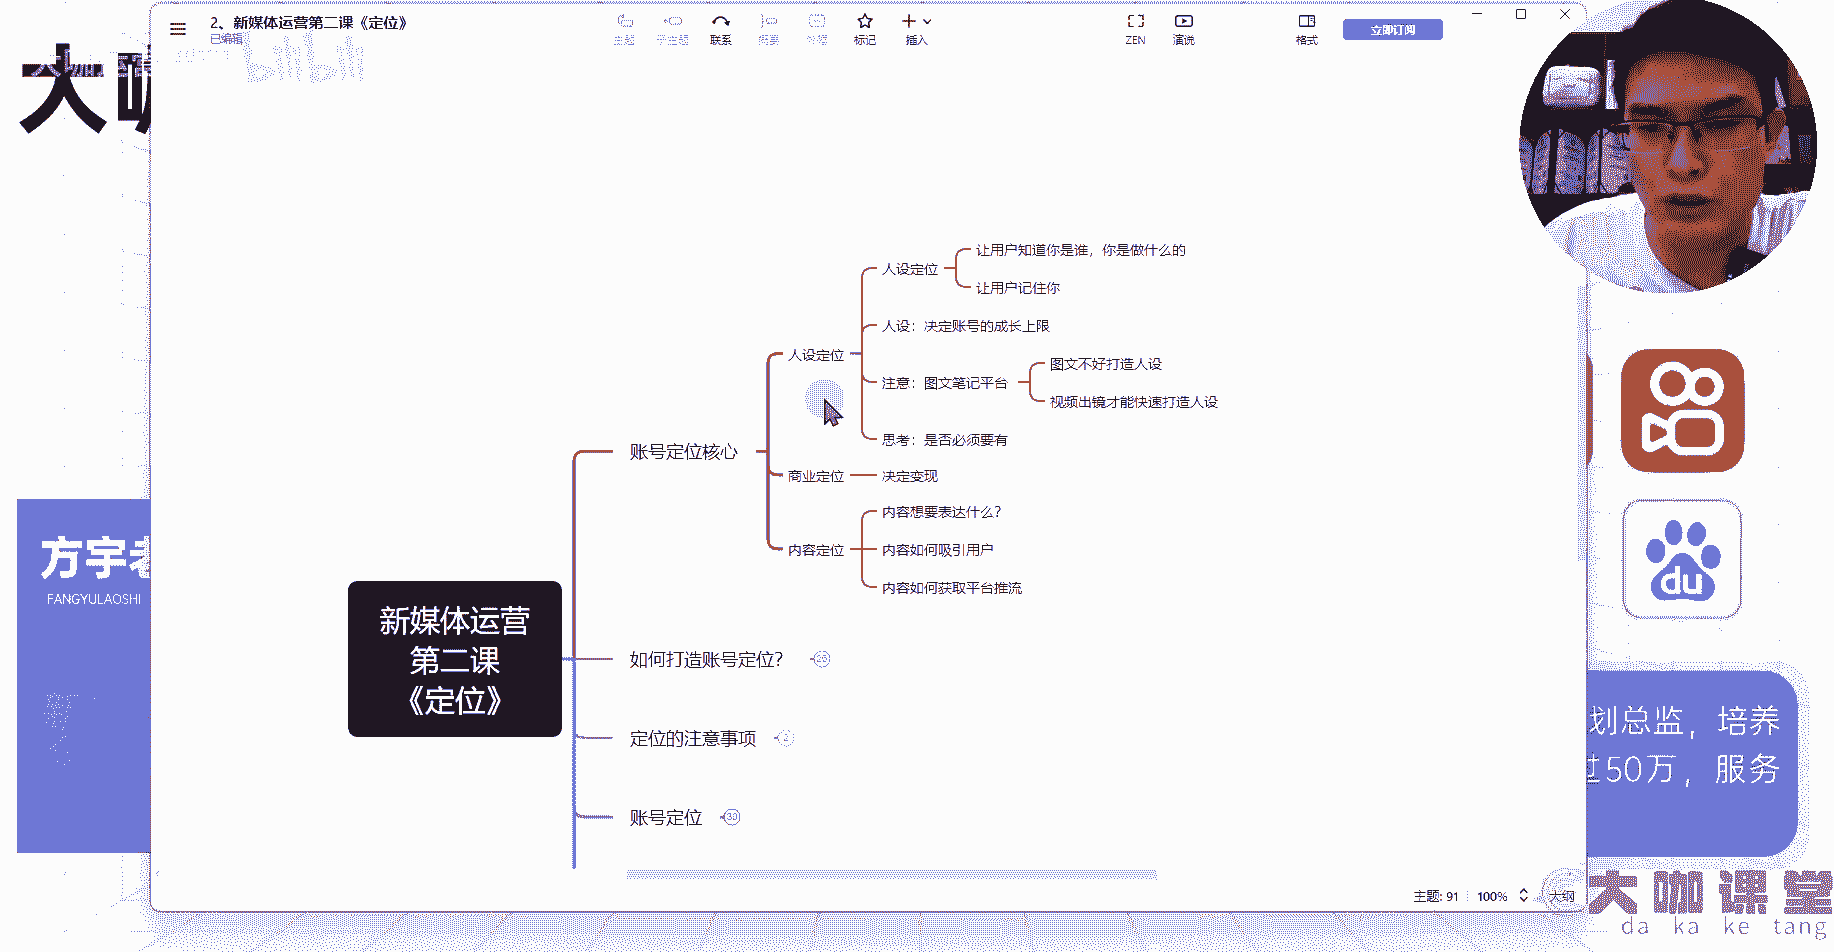 2、新媒体运营第二课《定位》
已编辑
主题
子主题
联系
概要
外框
标记
插入
ZEN
演说
格式
立即订阅
bilibili
大咖
人设定位
让用户知道你是谁，你是做什么的
让用户记住你
人设：决定账号的成长上限
人设定位
注意：图文笔记平台
图文不好打造人设
视频出镜才能快速打造人设
思考：是否必须要有
账号定位核心
商业定位
决定变现
内容定位
内容想要表达什么？
内容如何吸引用户
内容如何获取平台推流
新媒体运营
第二课
《定位》
如何打造账号定位？
定位的注意事项
2
账号定位
30
方宇老
FANGYULAOSHI
du
划总监，培养
过50万，服务
主题: 91
100%
大纲
大咖课堂
da ka ke tang